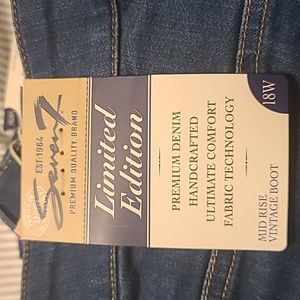 EST. 1964
Seven7
PREMIUM QUALITY BRAND
Limited
Edition
PREMIUM DENIM
HANDCRAFTED
ULTIMATE COMFORT
FABRIC TECHNOLOGY
MID RISE
VINTAGE BOOT
18W